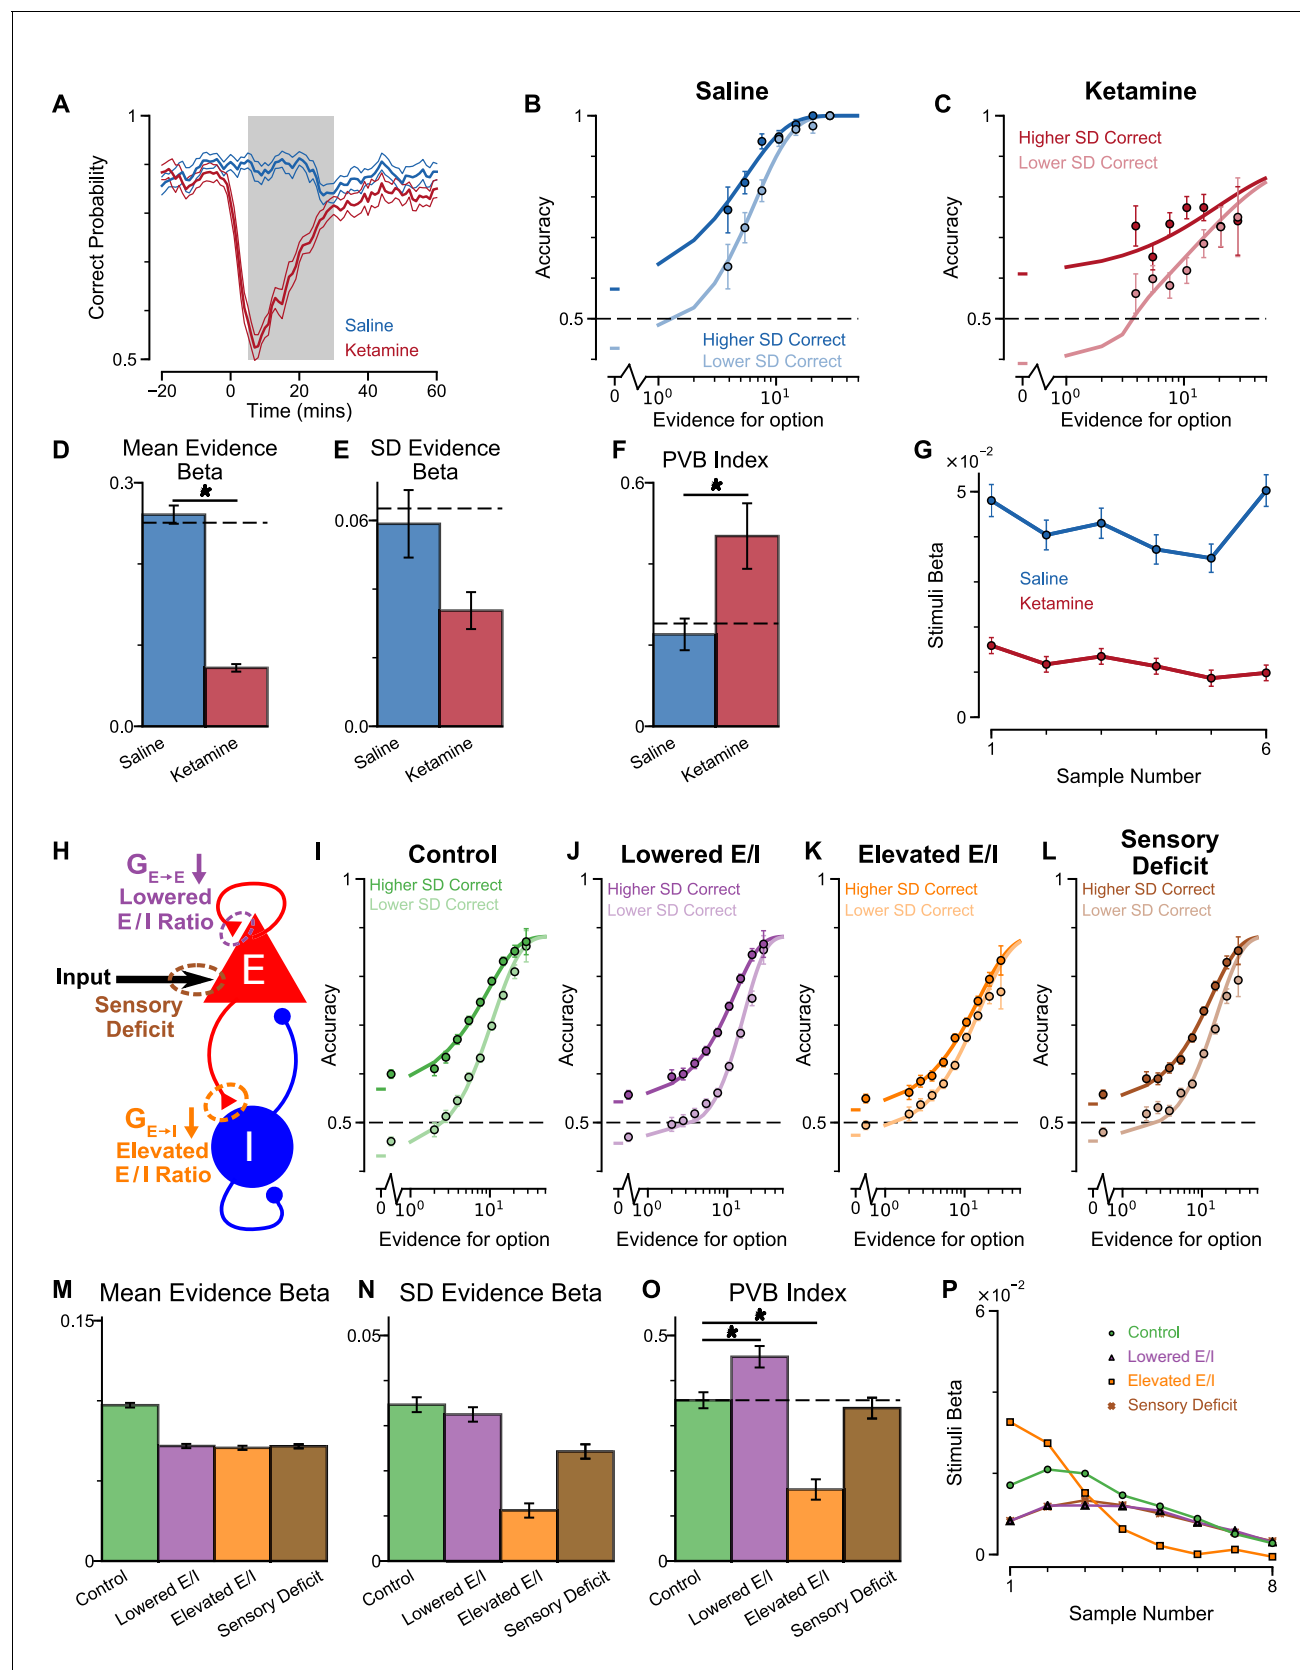 A
Correct Probability
1
0.5
−20 0 20 40 60
Time (mins)
Saline
Ketamine
B
Saline
Accuracy
1
0.5
Higher SD Correct
Lower SD Correct
0 10⁰ 10¹
Evidence for option
C
Ketamine
Higher SD Correct
Lower SD Correct
Accuracy
1
0.5
0 10⁰ 10¹
Evidence for option
D
Mean Evidence
Beta
*
0.3
0.0
Saline
Ketamine
E
SD Evidence
Beta
0.06
0.0
Saline
Ketamine
F
PVB Index
*
0.6
0
Saline
Ketamine
G
×10⁻²
5
0
Stimuli Beta
Saline
Ketamine
1 6
Sample Number
H
G E→E ↓
Lowered
E/I Ratio
Input
Sensory
Deficit
E
G E→I ↓
Elevated
E/I Ratio
I
I
Control
Higher SD Correct
Lower SD Correct
Accuracy
1
0.5
0 10⁰ 10¹
Evidence for option
J
Lowered E/I
Higher SD Correct
Lower SD Correct
Accuracy
1
0.5
0 10⁰ 10¹
Evidence for option
K
Elevated E/I
Higher SD Correct
Lower SD Correct
Accuracy
1
0.5
0 10⁰ 10¹
Evidence for option
L
Sensory
Deficit
Higher SD Correct
Lower SD Correct
Accuracy
1
0.5
0 10⁰ 10¹
Evidence for option
M
Mean Evidence Beta
0.15
0
Control
Lowered E/I
Elevated E/I
Sensory Deficit
N
SD Evidence Beta
0.05
0
Control
Lowered E/I
Elevated E/I
Sensory Deficit
O
PVB Index
*
*
0.5
0
Control
Lowered E/I
Elevated E/I
Sensory Deficit
P
×10⁻²
6
0
Stimuli Beta
Control
Lowered E/I
Elevated E/I
Sensory Deficit
1 8
Sample Number